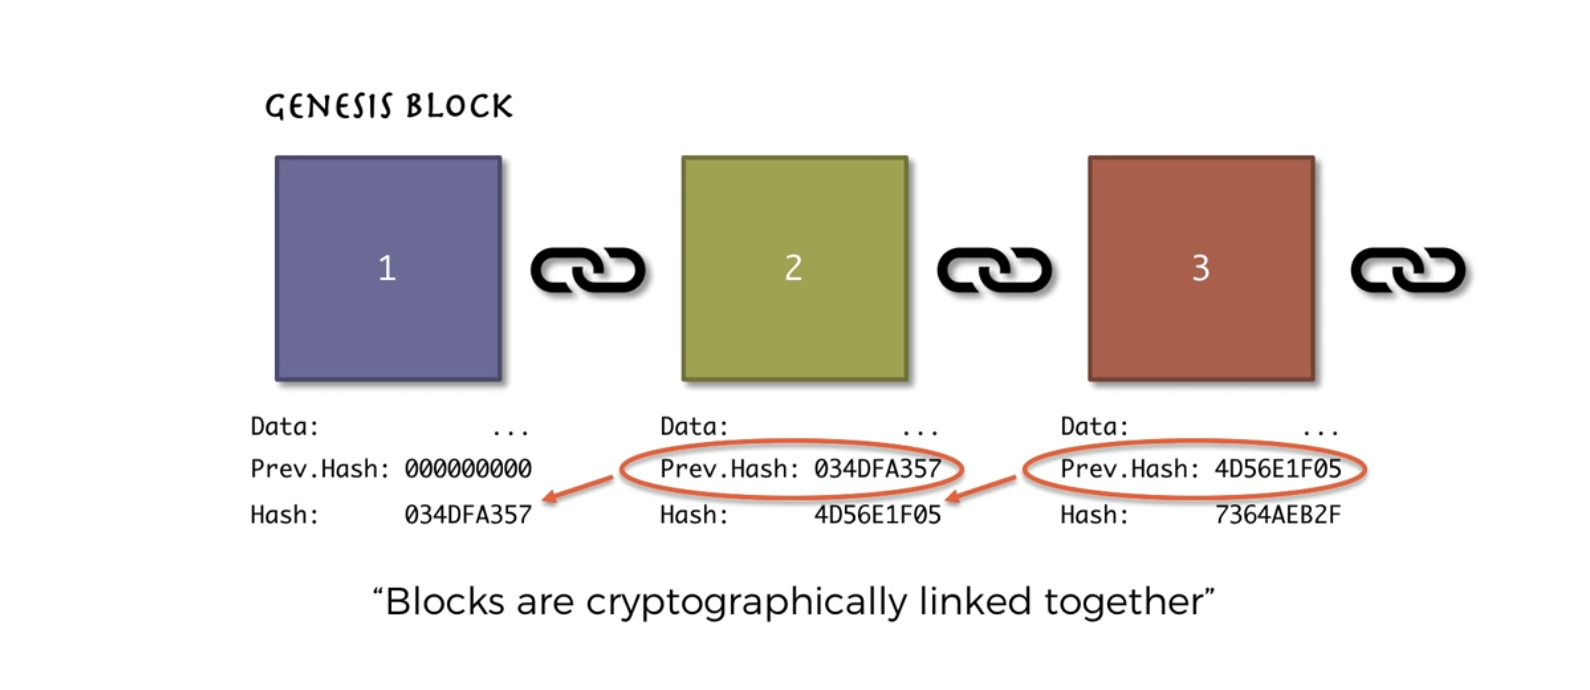 GENESIS BLOCK
1
2
3
Data: ...
Prev.Hash: 000000000
Hash: 034DFA357
Data: ...
Prev.Hash: 034DFA357
Hash: 4D56E1F05
Data: ...
Prev.Hash: 4D56E1F05
Hash: 7364AEB2F
“Blocks are cryptographically linked together”